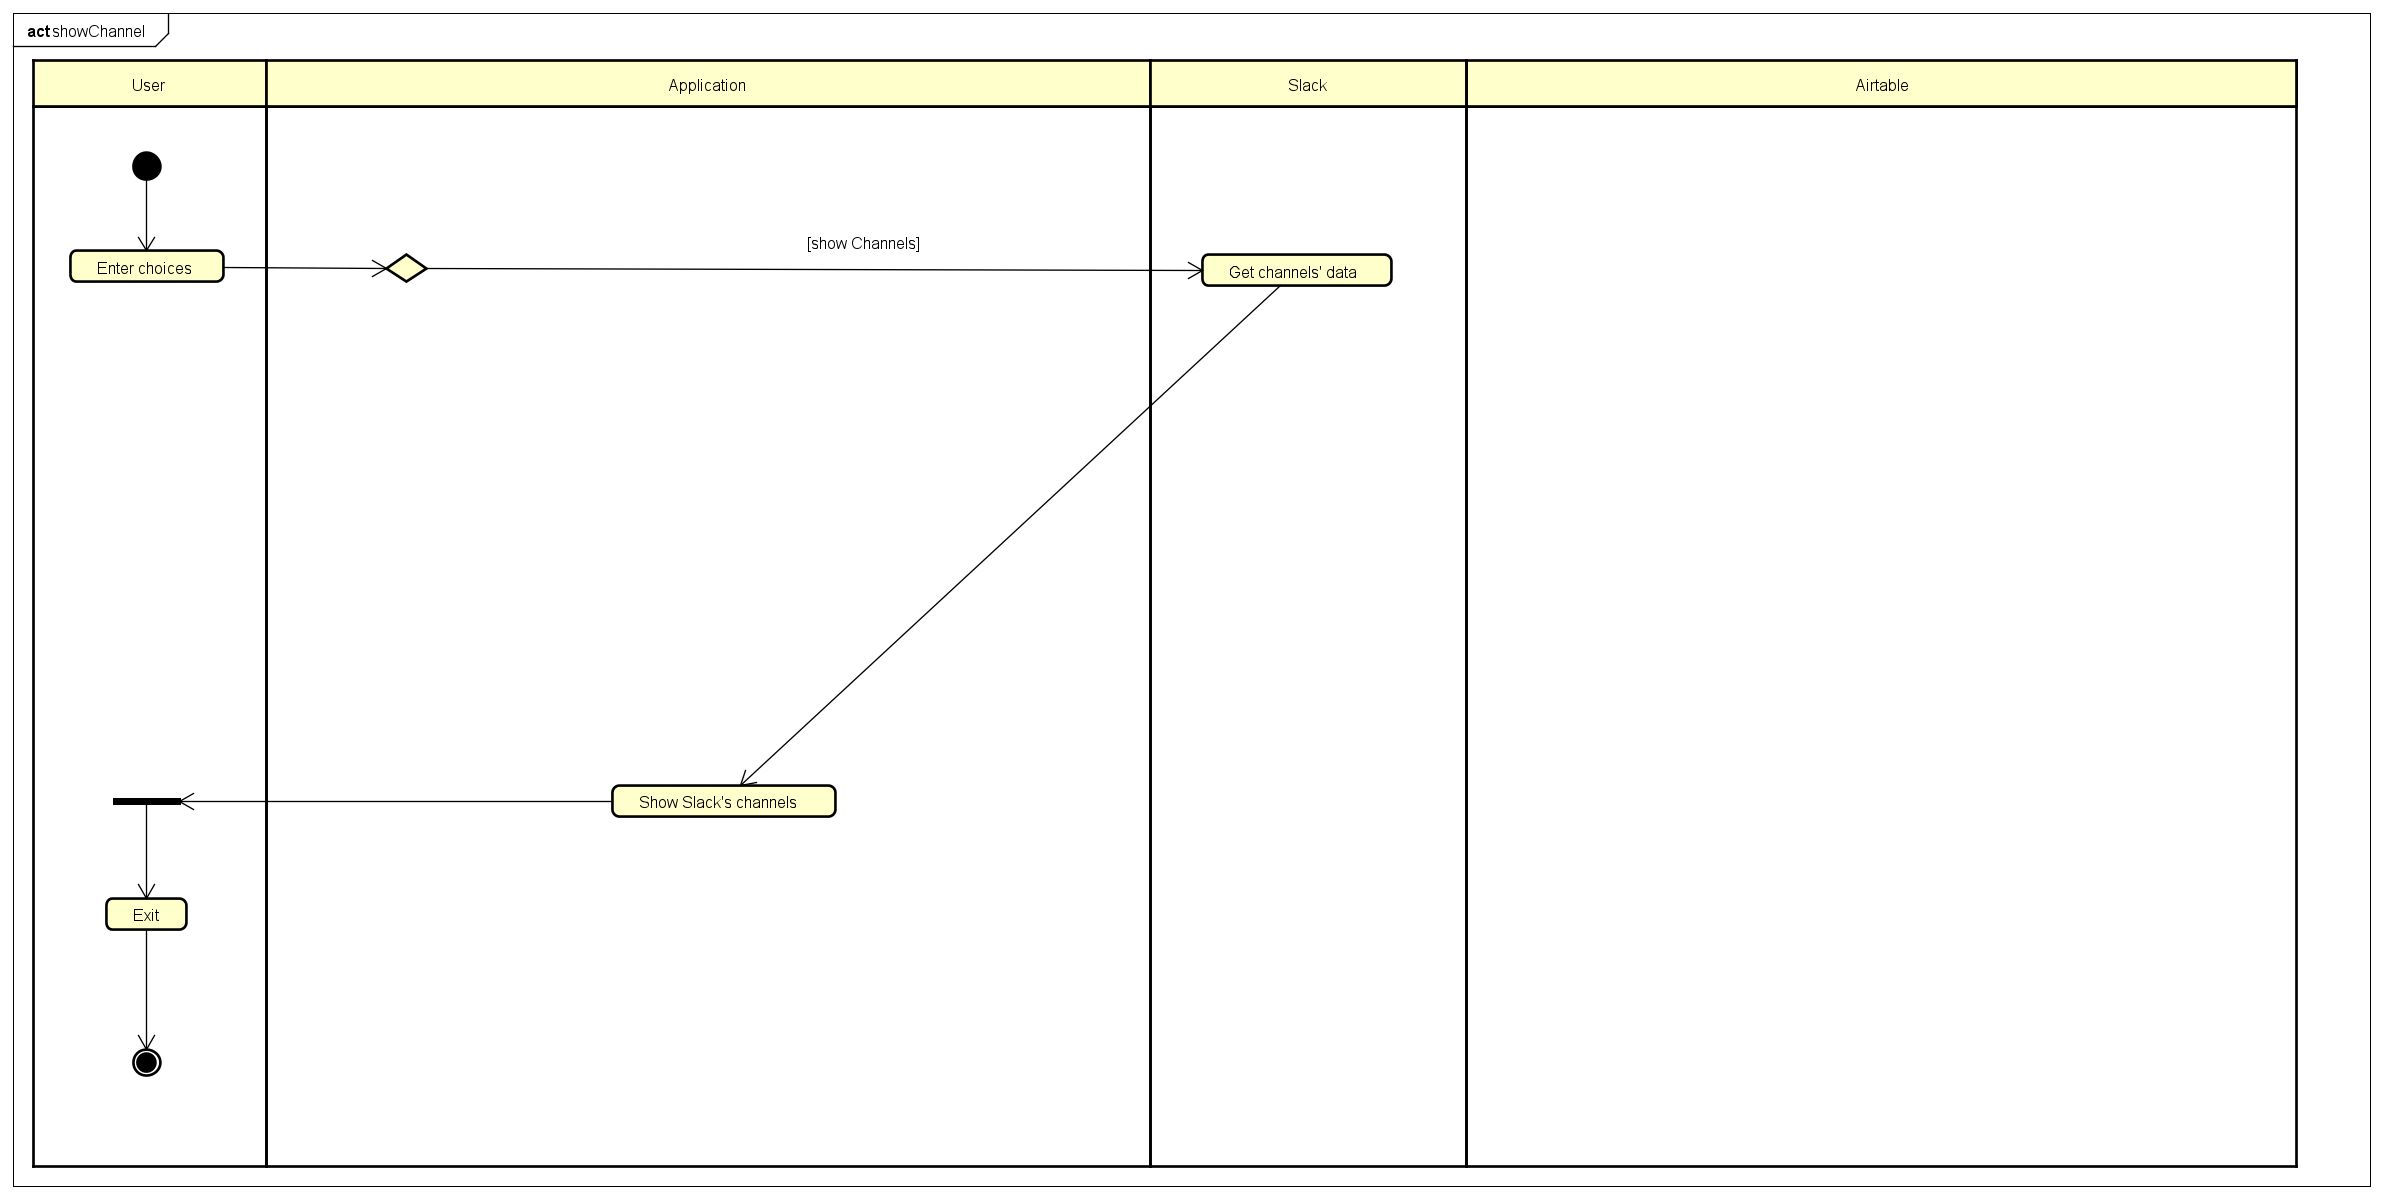 act showChannel
User
Application
Slack
Airtable
[show Channels]
Enter choices
Get channels' data
Show Slack's channels
Exit